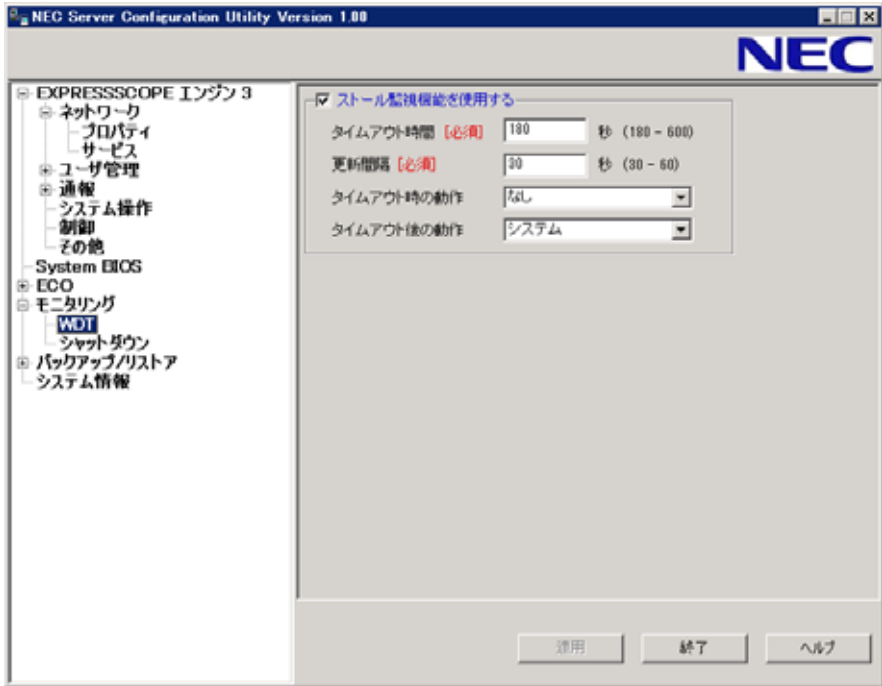 NEC Server Configuration Utility Version 1.00
NEC
EXPRESSSCOPE エンジン 3
ネットワーク
プロパティ
サービス
ユーザ管理
通報
システム操作
制御
その他
System BIOS
ECO
モニタリング
WDT
シャットダウン
バックアップ/リストア
システム情報
ストール監視機能を使用する
タイムアウト時間 [必須] 180 秒 (180 - 600)
更新間隔 [必須] 30 秒 (30 - 60)
タイムアウト時の動作 なし
タイムアウト後の動作 システム
適用 終了 ヘルプ